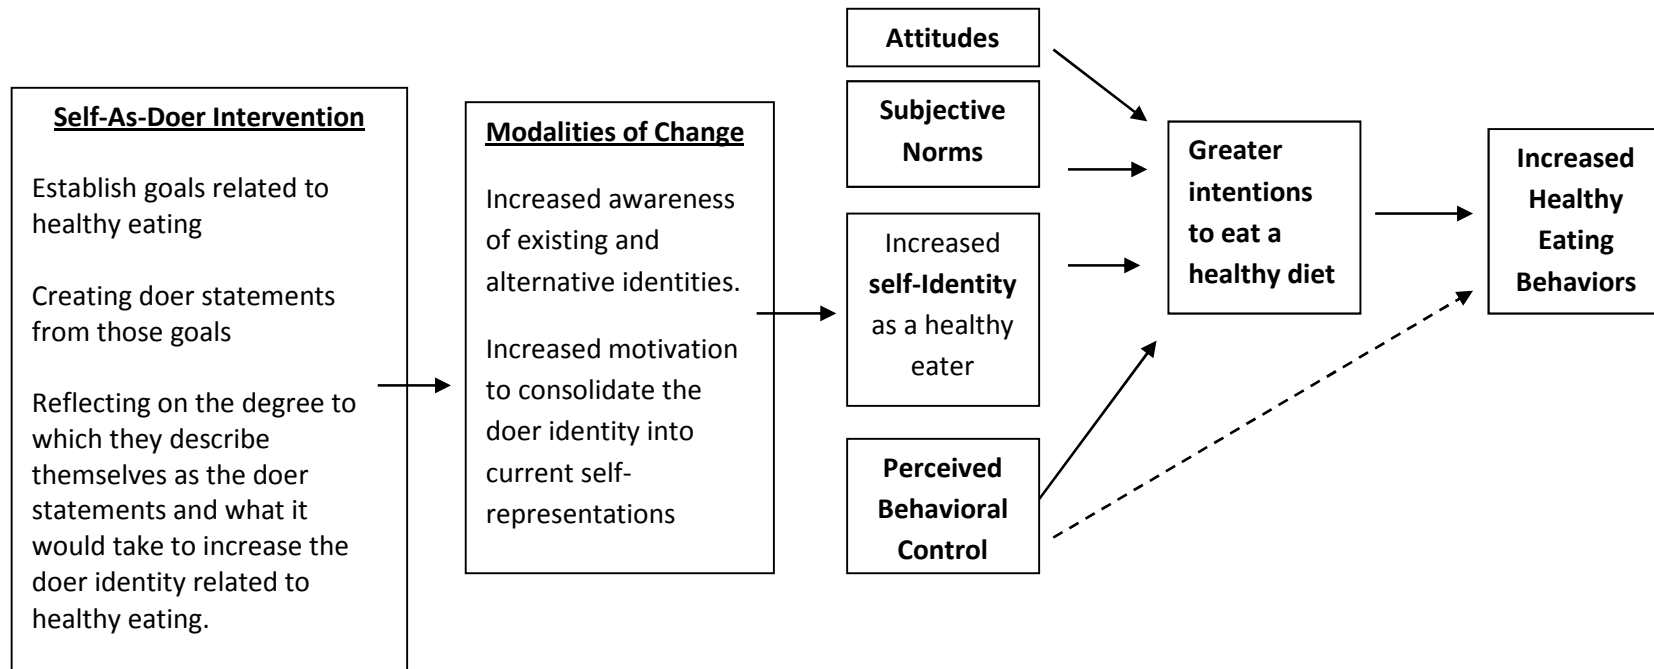 Self-As-Doer Intervention
Establish goals related to
healthy eating
Creating doer statements
from those goals
Reflecting on the degree to
which they describe
themselves as the doer
statements and what it
would take to increase the
doer identity related to
healthy eating.
Modalities of Change
Increased awareness
of existing and
alternative identities.
Increased motivation
to consolidate the
doer identity into
current self-
representations
Attitudes
Subjective
Norms
Increased
self-Identity
as a healthy
eater
Perceived
Behavioral
Control
Greater
intentions
to eat a
healthy diet
Increased
Healthy
Eating
Behaviors